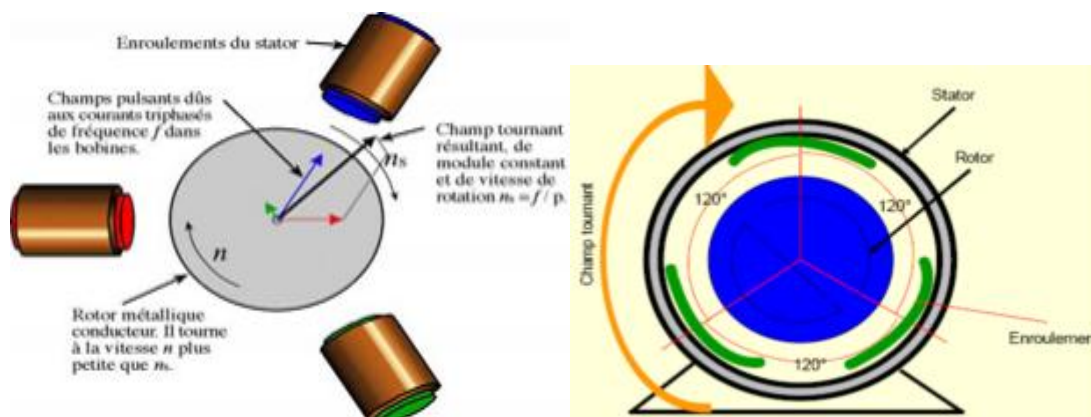 Enroulements du stator
Champs pulsants dûs
aux courants triphasés
de fréquence f dans
les bobines.
Champ tournant
résultant, de
module constant
et de vitesse de
rotation nₛ = f / p.
nₛ
n
Rotor métallique
conducteur. Il tourne
à la vitesse n plus
petite que nₛ.
Stator
Rotor
120°
120°
120°
Champ tournant
Enroulemer